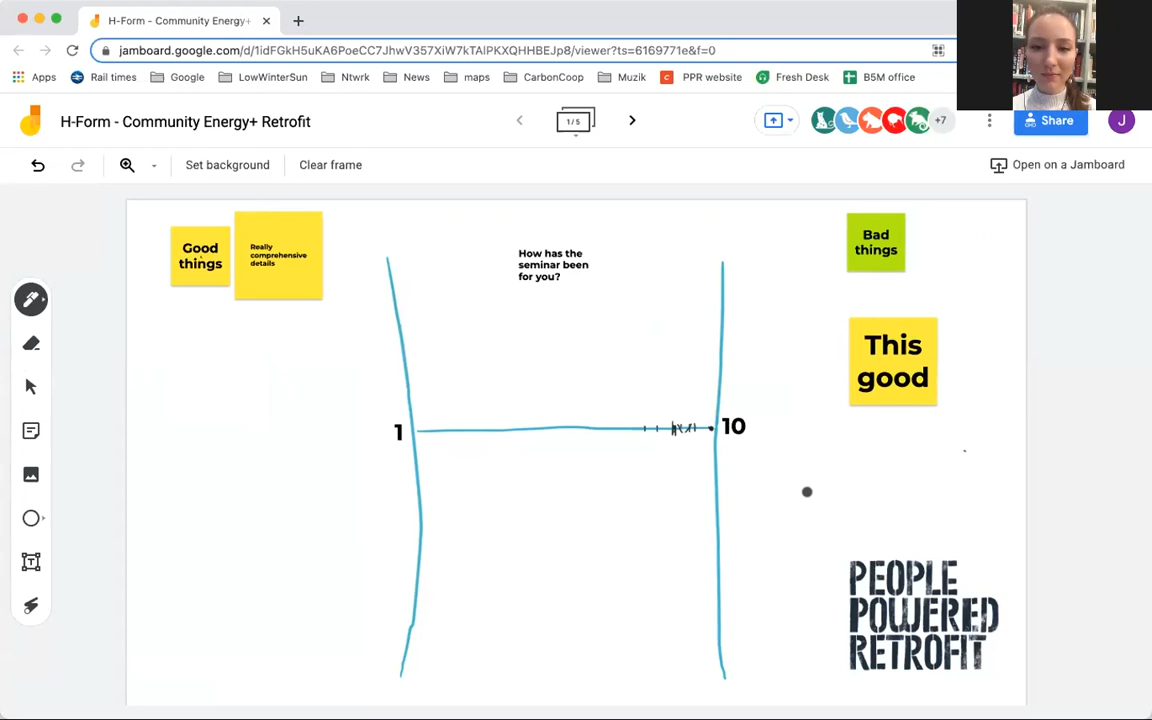 H-Form - Community Energy+
jamboard.google.com/d/1idFGkH5uKA6PoeCC7JhwV357XiW7kTAlPKXQHHBEJp8/viewer?ts=6169771e&f=0
Apps Rail times Google LowWinterSun Ntwrk News maps CarbonCoop Muzik PPR website Fresh Desk B5M office
H-Form - Community Energy+ Retrofit
1/5
+7
Share
J
Set background
Clear frame
Open on a Jamboard
Good
things
Really
comprehensive
details
How has the
seminar been
for you?
Bad
things
This
good
1
10
PEOPLE
POWERED
RETROFIT